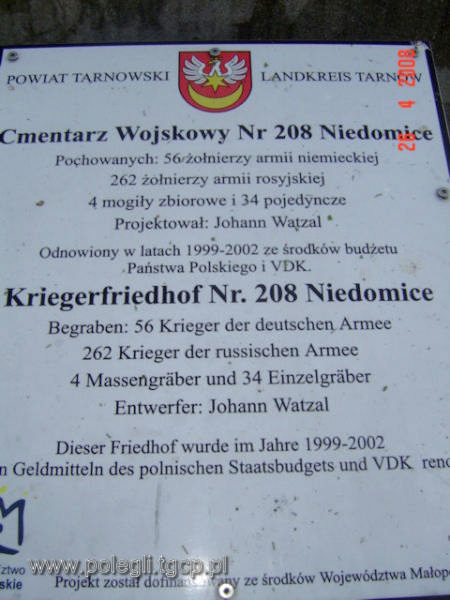 POWIAT TARNOWSKI LANDKREIS TARNÓW
Cmentarz Wojskowy Nr 208 Niedomice
Pochowanych: 56 żołnierzy armii niemieckiej
262 żołnierzy armii rosyjskiej
4 mogiły zbiorowe i 34 pojedyncze
Projektował: Johann Watzal
Odnowiony w latach 1999-2002 ze środków budżetu
Państwa Polskiego i VDK.
Kriegerfriedhof Nr. 208 Niedomice
Begraben: 56 Krieger der deutschen Armee
262 Krieger der russischen Armee
4 Massengräber und 34 Einzelgräber
Entwerfer: Johann Watzal
Dieser Friedhof wurde im Jahre 1999-2002
n Geldmitteln des polnischen Staatsbudgets und VDK reno
ództwo
skie
www.polegli.tgcp.pl
Projekt został dofinansowany ze środków Województwa Małopo